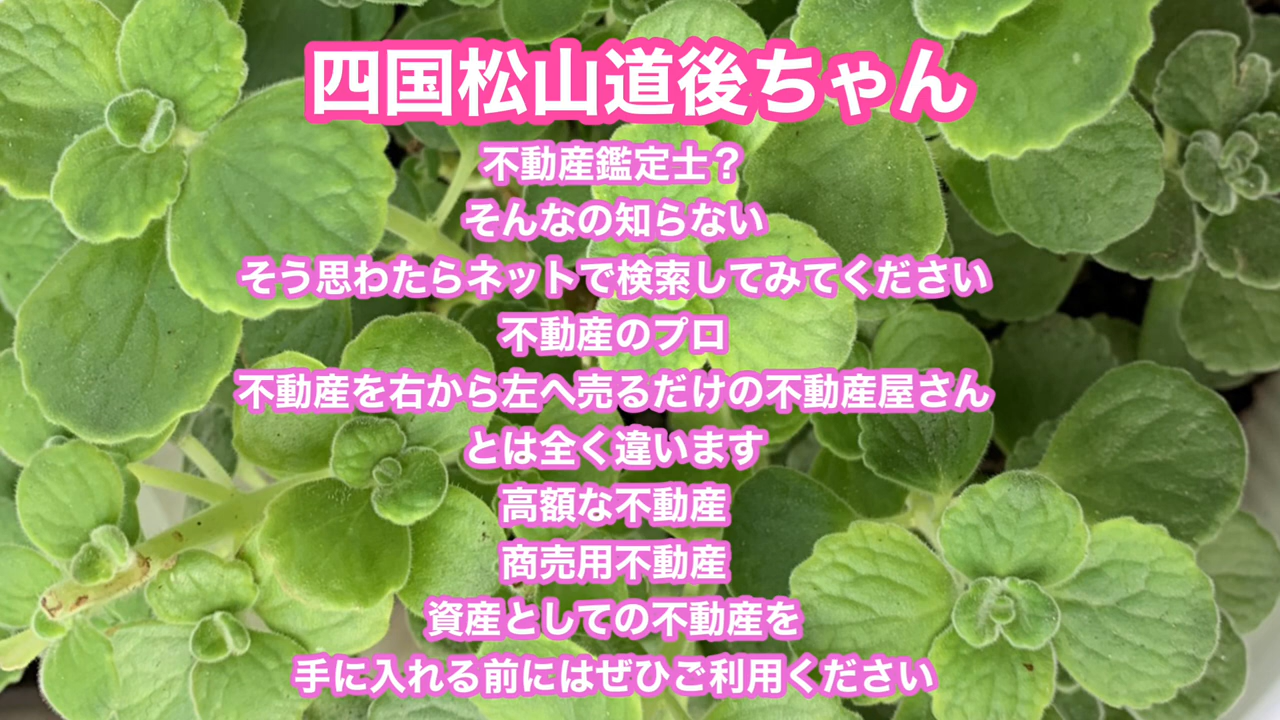 四国松山道後ちゃん
不動産鑑定士？
そんなの知らない
そう思わたらネットで検索してみてください
不動産のプロ
不動産を右から左へ売るだけの不動産屋さん
とは全く違います
高額な不動産
商売用不動産
資産としての不動産を
手に入れる前にはぜひご利用ください